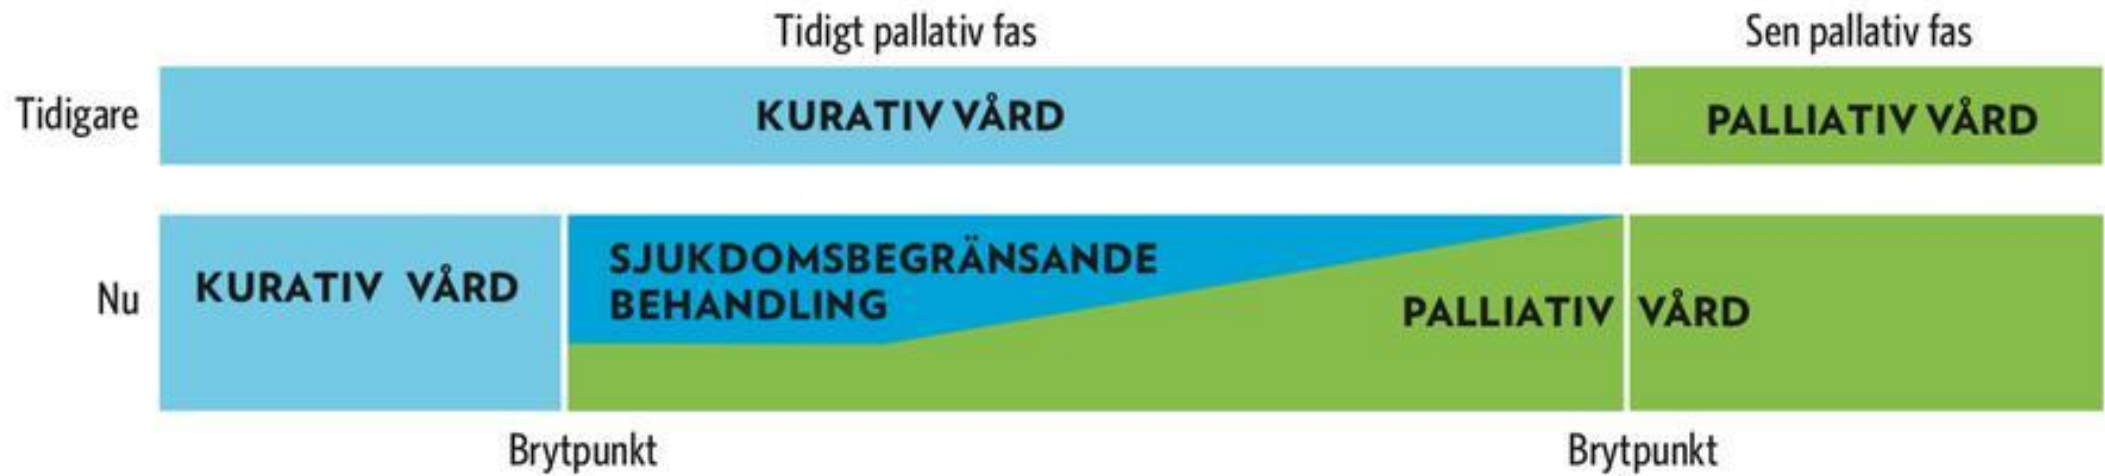 Tidigt pallativ fas
Sen pallativ fas
Tidigare
KURATIV VÅRD
PALLIATIV VÅRD
Nu
KURATIV VÅRD
SJUKDOMSBEGRÄNSANDE
BEHANDLING
PALLIATIV VÅRD
Brytpunkt
Brytpunkt